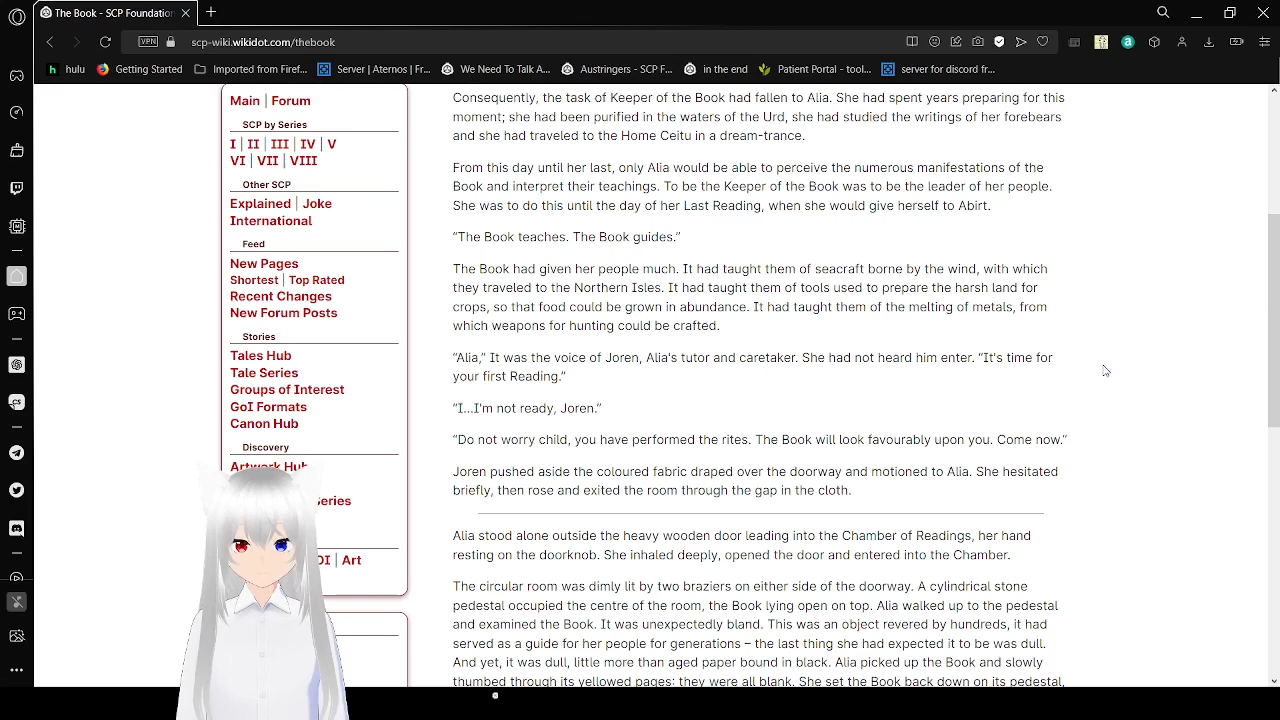 The Book - SCP Foundation
VPN
scp-wiki.wikidot.com/thebook
hulu
Getting Started
Imported from Firef...
Server | Aternos | Fr...
We Need To Talk A...
Austringers - SCP F...
in the end
Patient Portal - tool...
server for discord fr...
Main | Forum
SCP by Series
I | II | III | IV | V
VI | VII | VIII
Other SCP
Explained | Joke
International
Feed
New Pages
Shortest | Top Rated
Recent Changes
New Forum Posts
Stories
Tales Hub
Tale Series
Groups of Interest
GoI Formats
Canon Hub
Discovery
Artwork Hub
Series
| Art
Consequently, the task of Keeper of the Book had fallen to Alia. She had spent years preparing for this
moment; she had been purified in the waters of the Urd, she had studied the writings of her forebears
and she had traveled to the Home Ceitu in a dream-trance.
From this day until her last, only Alia would be able to perceive the numerous manifestations of the
Book and interpret their teachings. To be the Keeper of the Book was to be the leader of her people.
She was to do this until the day of her Last Reading, when she would give herself to Abirt.
“The Book teaches. The Book guides.”
The Book had given her people much. It had taught them of seacraft borne by the wind, with which
they traveled to the Northern Isles. It had taught them of tools used to prepare the harsh land for
crops, so that food could be grown in abundance. It had taught them of the melting of metals, from
which weapons for hunting could be crafted.
“Alia,” It was the voice of Joren, Alia's tutor and caretaker. She had not heard him enter. “It's time for
your first Reading.”
“I...I'm not ready, Joren.”
“Do not worry child, you have performed the rites. The Book will look favourably upon you. Come now.”
Joren pushed aside the coloured fabric draped over the doorway and motioned to Alia. She hesitated
briefly, then rose and exited the room through the gap in the cloth.
Alia stood alone outside the heavy wooden door leading into the Chamber of Readings, her hand
resting on the doorknob. She inhaled deeply, opened the door and entered into the Chamber.
The circular room was dimly lit by two braziers on either side of the doorway. A cylindrical stone
pedestal occupied the centre of the room, the Book lying open on top. Alia walked up to the pedestal
and examined the Book. It was unexpectedly bland. This was an object revered by hundreds, it had
served as a guide for her people for generations – the last thing she had expected it to be was dull.
And yet, it was dull, little more than aged paper bound in black. Alia picked up the Book and slowly
thumbed through its yellowed pages: they were all blank. She set the Book back down on its pedestal,